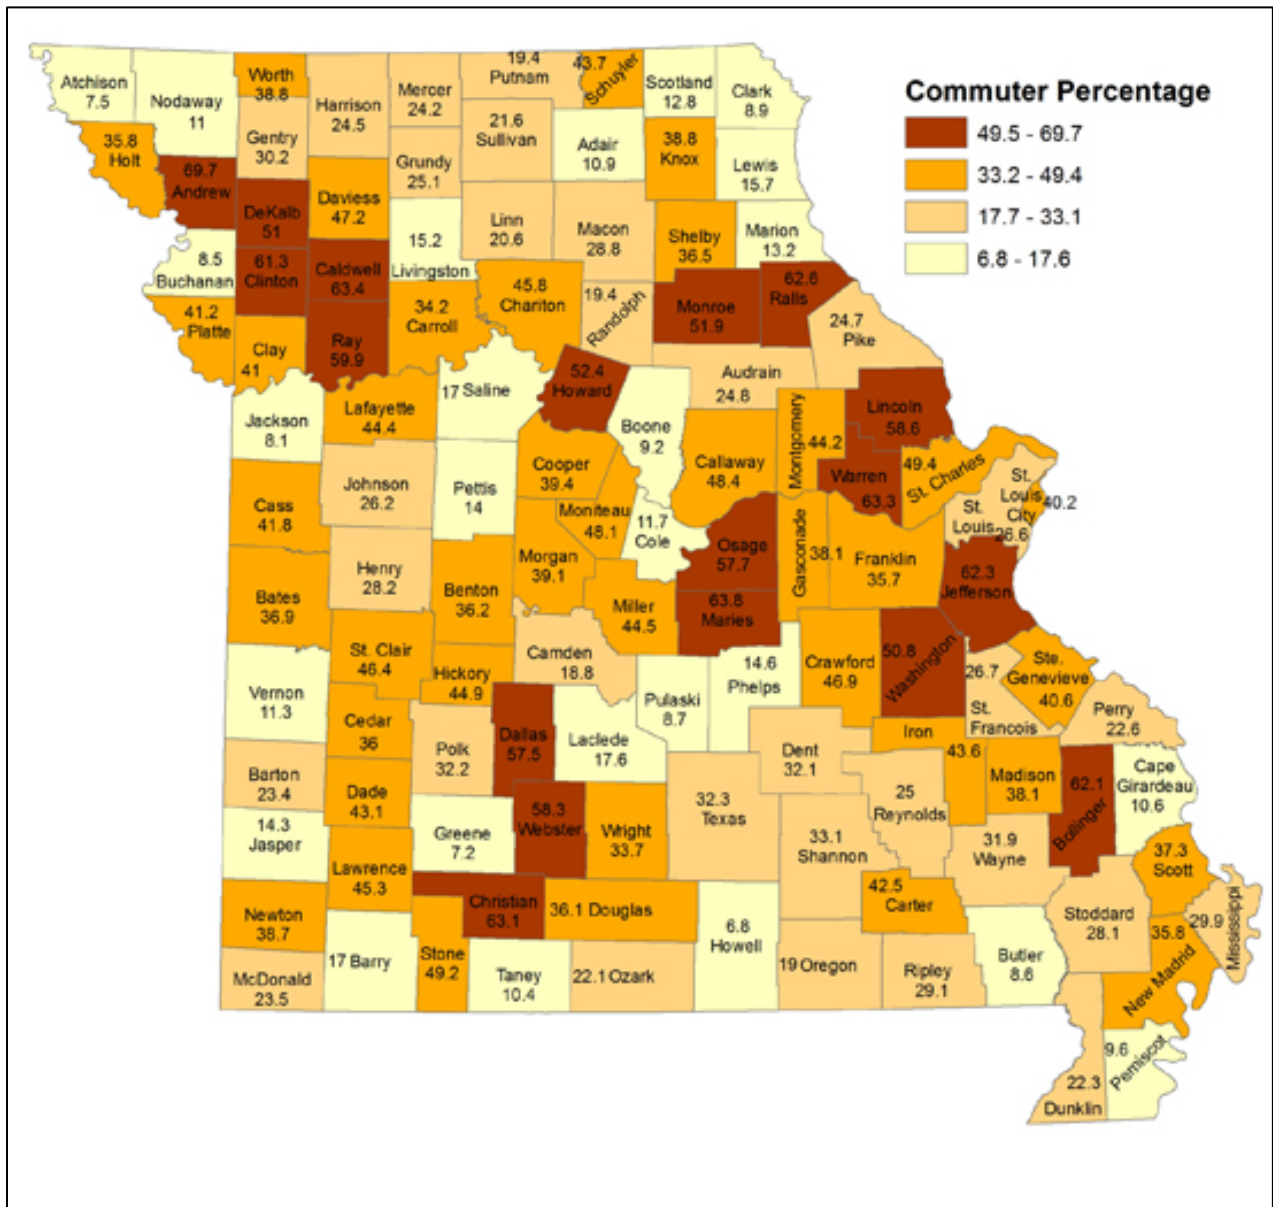 Commuter Percentage
49.5 - 69.7
33.2 - 49.4
17.7 - 33.1
6.8 - 17.6
Atchison
7.5
Nodaway
11
Worth
38.8
Harrison
24.5
Mercer
24.2
19.4
Putnam
43.7
Schuyler
Scotland
12.8
Clark
8.9
35.8
Holt
Gentry
30.2
Grundy
25.1
21.6
Sullivan
Adair
10.9
38.8
Knox
Lewis
15.7
69.7
Andrew
DeKalb
51
Daviess
47.2
15.2
Livingston
Linn
20.6
Macon
28.8
Shelby
36.5
Marion
13.2
8.5
Buchanan
61.3
Clinton
Caldwell
63.4
45.8
Chariton
19.4
Randolph
Monroe
51.9
62.6
Ralls
24.7
Pike
41.2
Platte
Clay
41
Ray
59.9
34.2
Carroll
17 Saline
52.4
Howard
Boone
9.2
Audrain
24.8
Lincoln
58.6
Jackson
8.1
Lafayette
44.4
Montgomery
44.2
Warren
63.3
49.4
St. Charles
Johnson
26.2
Pettis
14
Cooper
39.4
Callaway
48.4
St.
Louis
City
40.2
St.
Louis
26.6
Cass
41.8
Moniteau
48.1
11.7
Cole
Osage
57.7
Gasconade
38.1
Franklin
35.7
62.3
Jefferson
Henry
28.2
Benton
36.2
Morgan
39.1
Miller
44.5
63.8
Maries
Bates
36.9
St. Clair
46.4
Hickory
44.9
Camden
18.8
Pulaski
8.7
14.6
Phelps
Crawford
46.9
50.8
Washington
26.7
St.
Francois
Ste.
Genevieve
40.6
Perry
22.6
Vernon
11.3
Cedar
36
Polk
32.2
Dallas
57.5
Laclede
17.6
Dent
32.1
Iron
43.6
Madison
38.1
62.1
Bollinger
Cape
Girardeau
10.6
Barton
23.4
Dade
43.1
Greene
7.2
58.3
Webster
Wright
33.7
32.3
Texas
25
Reynolds
14.3
Jasper
Lawrence
45.3
33.1
Shannon
31.9
Wayne
37.3
Scott
Newton
38.7
Christian
63.1
36.1 Douglas
6.8
Howell
42.5
Carter
Stoddard
28.1
35.8
New Madrid
29.9
Mississippi
McDonald
23.5
17 Barry
Stone
49.2
Taney
10.4
22.1 Ozark
19 Oregon
Ripley
29.1
Butler
8.6
9.6
Pemiscot
22.3
Dunklin